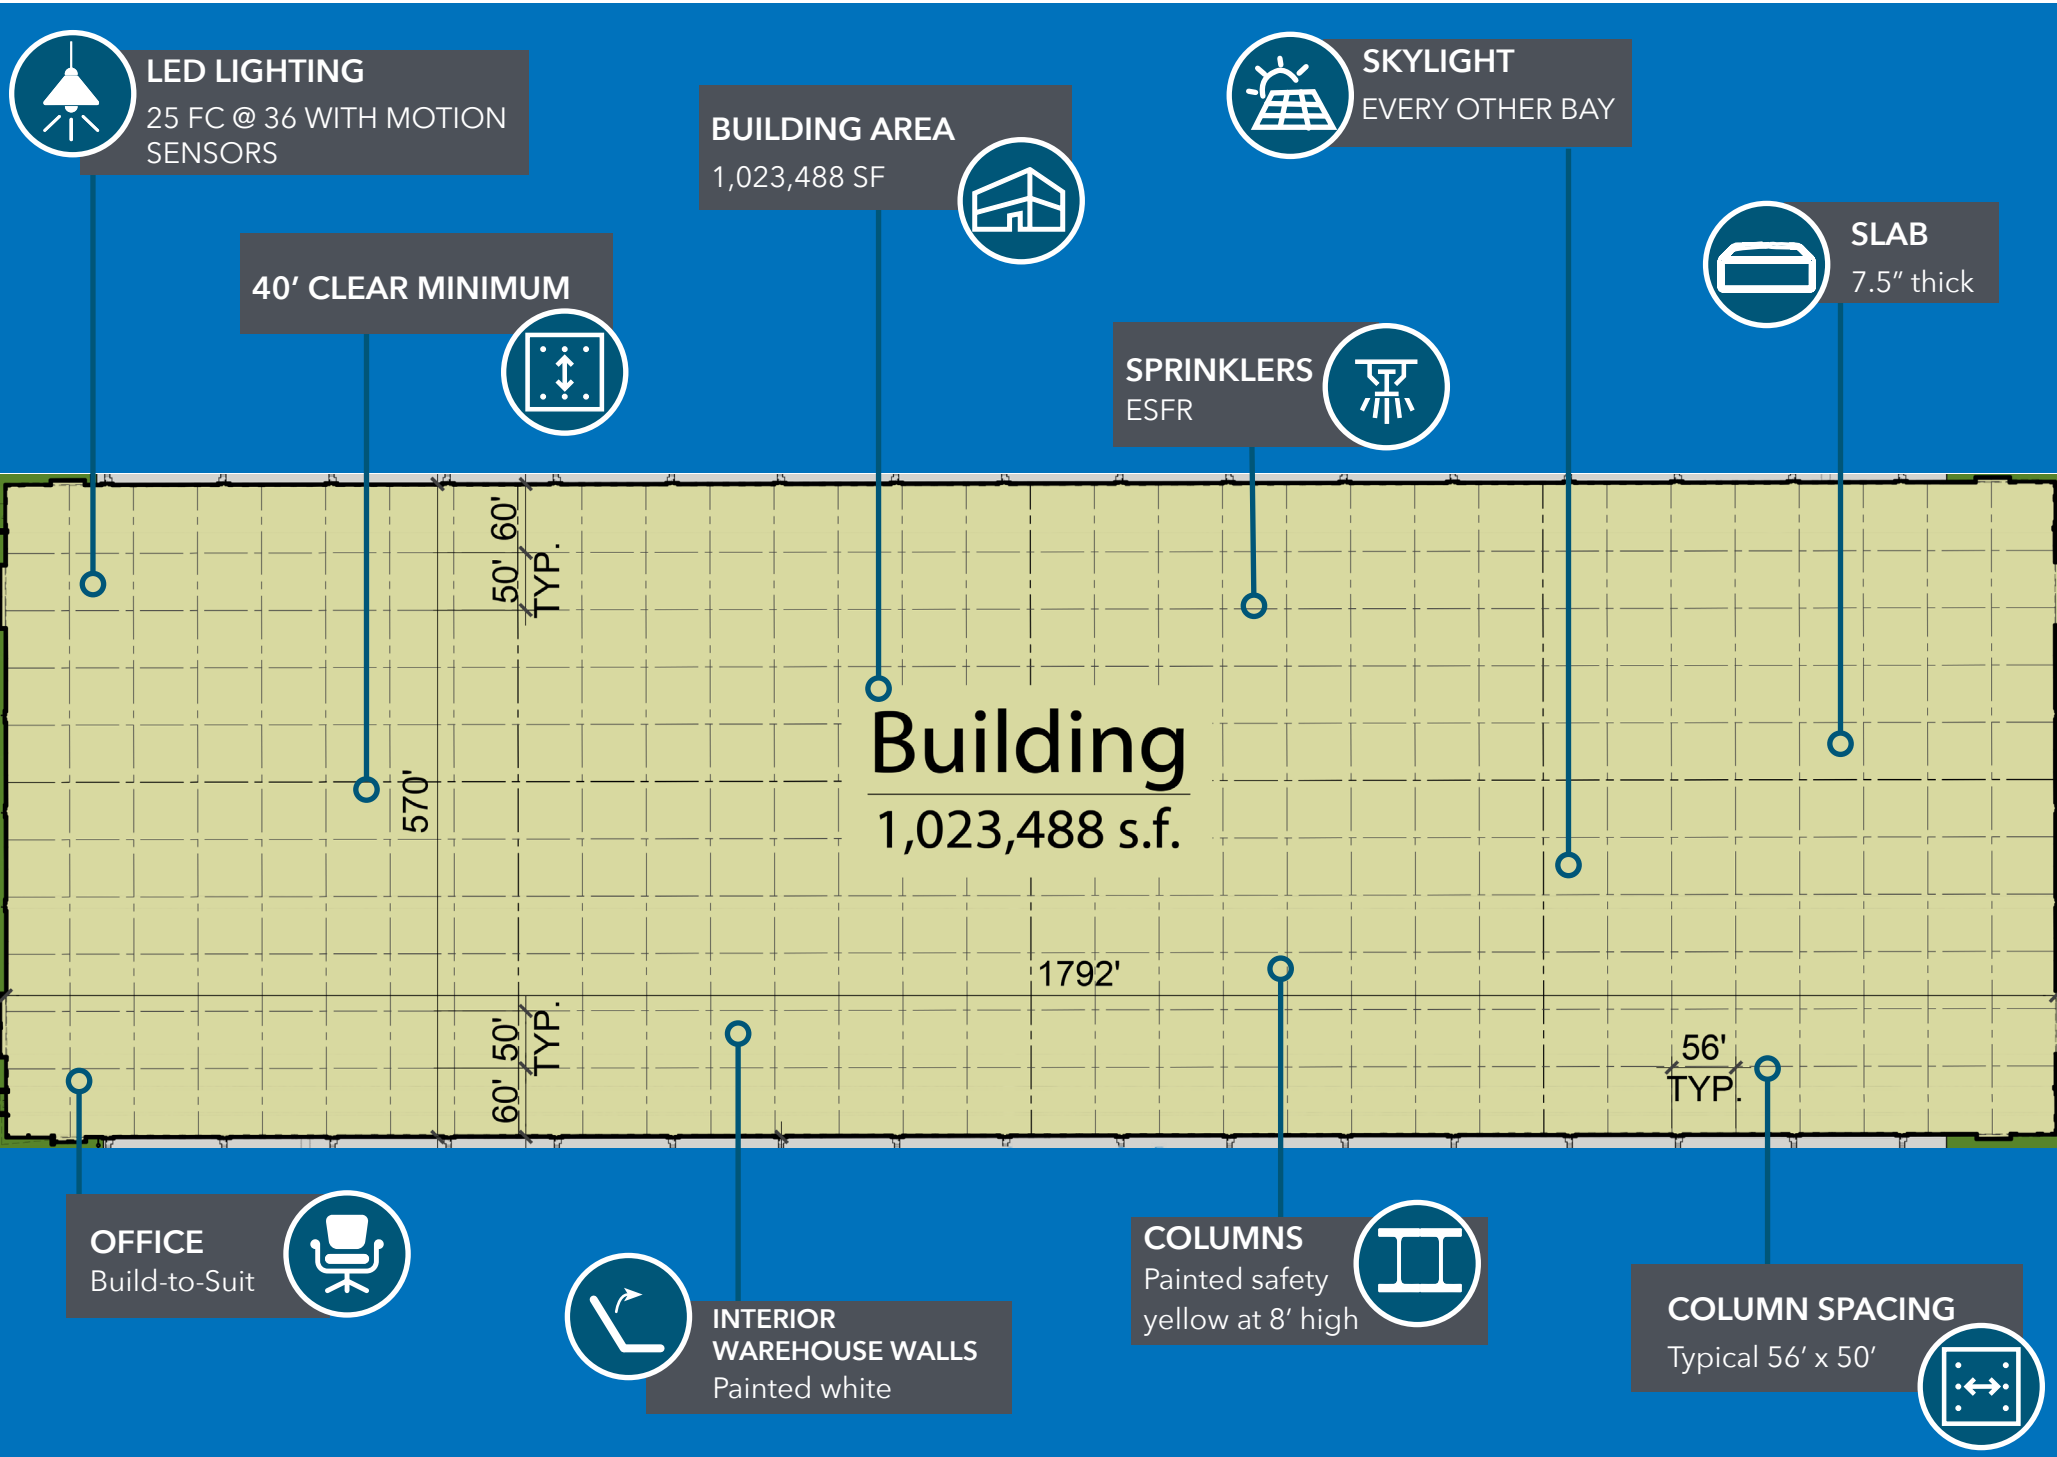 LED LIGHTING
25 FC @ 36 WITH MOTION
SENSORS
BUILDING AREA
1,023,488 SF
SKYLIGHT
EVERY OTHER BAY
SLAB
7.5” thick
40’ CLEAR MINIMUM
SPRINKLERS
ESFR
60'
50'
TYP.
Building
1,023,488 s.f.
570'
1792'
50'
TYP.
60'
56'
TYP.
OFFICE
Build-to-Suit
INTERIOR
WAREHOUSE WALLS
Painted white
COLUMNS
Painted safety
yellow at 8’ high
COLUMN SPACING
Typical 56’ x 50’